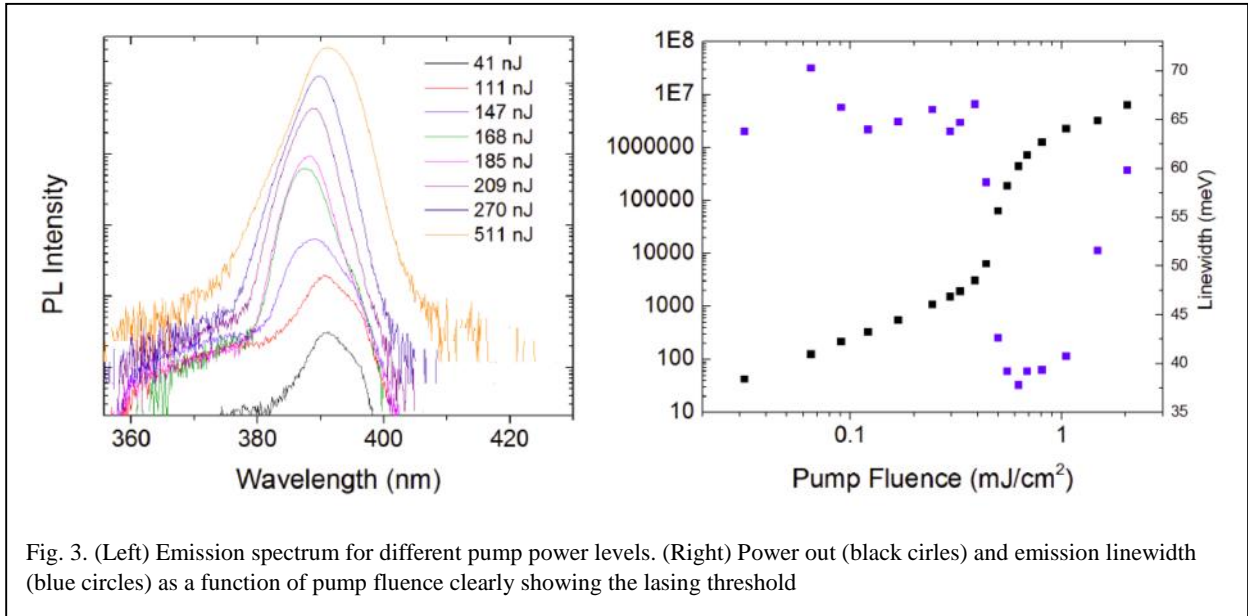 PL Intensity
41 nJ
111 nJ
147 nJ
168 nJ
185 nJ
209 nJ
270 nJ
511 nJ
360
380
400
420
Wavelength (nm)
1E8
1E7
1000000
100000
10000
1000
100
10
70
65
60
55
50
45
40
35
Linewidth (meV)
0.1
1
Pump Fluence (mJ/cm²)
Fig. 3. (Left) Emission spectrum for different pump power levels. (Right) Power out (black cirles) and emission linewidth
(blue circles) as a function of pump fluence clearly showing the lasing threshold